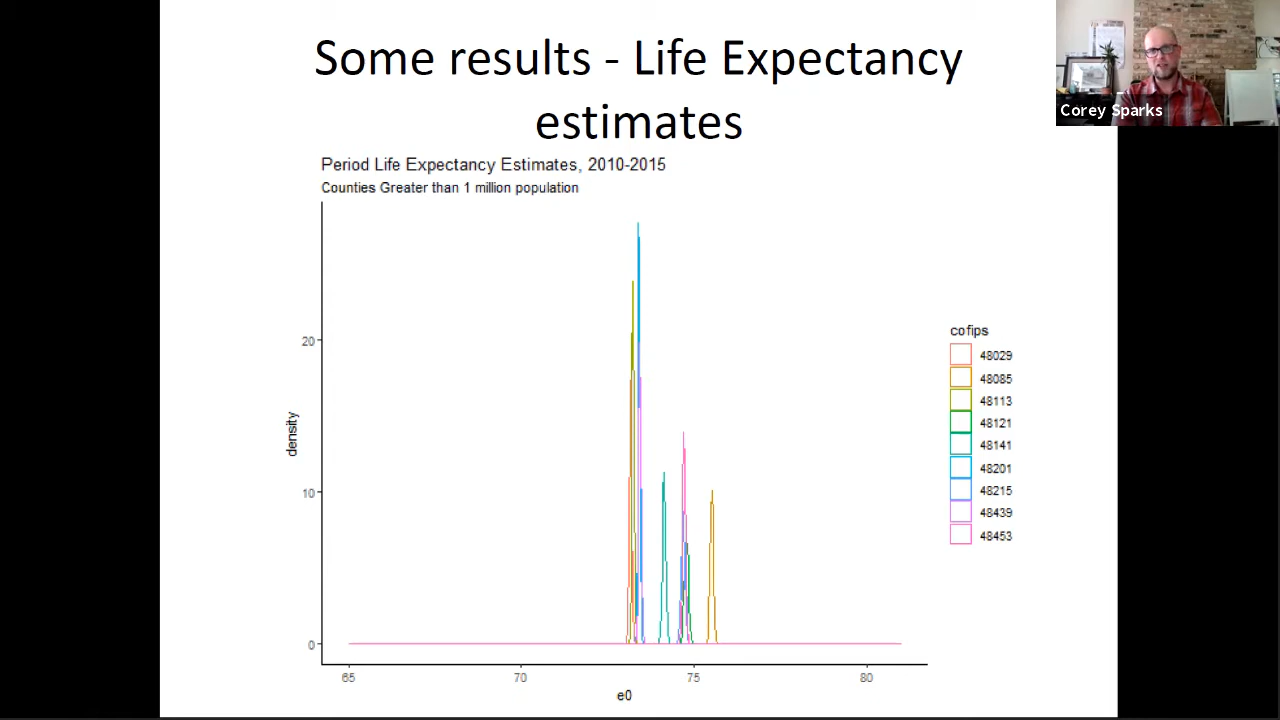 Some results - Life Expectancy
estimates
Corey Sparks
Period Life Expectancy Estimates, 2010-2015
Counties Greater than 1 million population
density
20
10
0
65
70
75
80
e0
cofips
48029
48085
48113
48121
48141
48201
48215
48439
48453